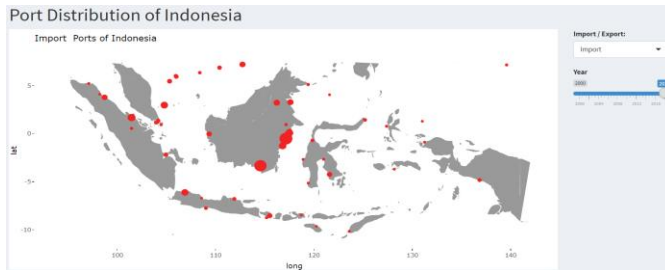 Port Distribution of Indonesia
Import Ports of Indonesia
Import / Export:
Import
Year
2000
5
0
-5
-10
lat
100
110
120
130
140
long